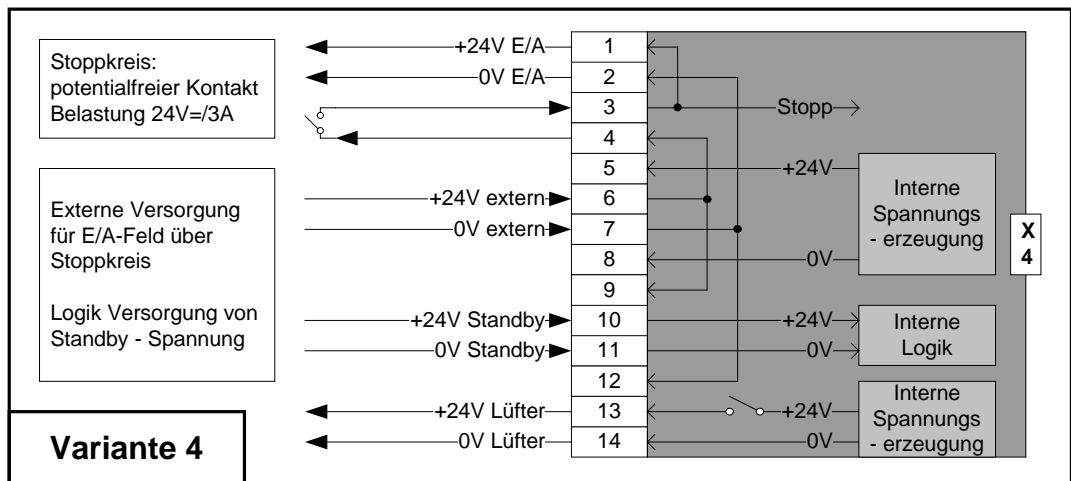 Stoppkreis:
potentialfreier Kontakt
Belastung 24V=/3A
Externe Versorgung
für E/A-Feld über
Stoppkreis
Logik Versorgung von
Standby - Spannung
Variante 4
+24V E/A
0V E/A
+24V extern
0V extern
+24V Standby
0V Standby
+24V Lüfter
0V Lüfter
1
2
3
4
5
6
7
8
9
10
11
12
13
14
Stopp
+24V
0V
+24V
0V
+24V
0V
Interne
Spannungs
- erzeugung
Interne
Logik
Interne
Spannungs
- erzeugung
X
4